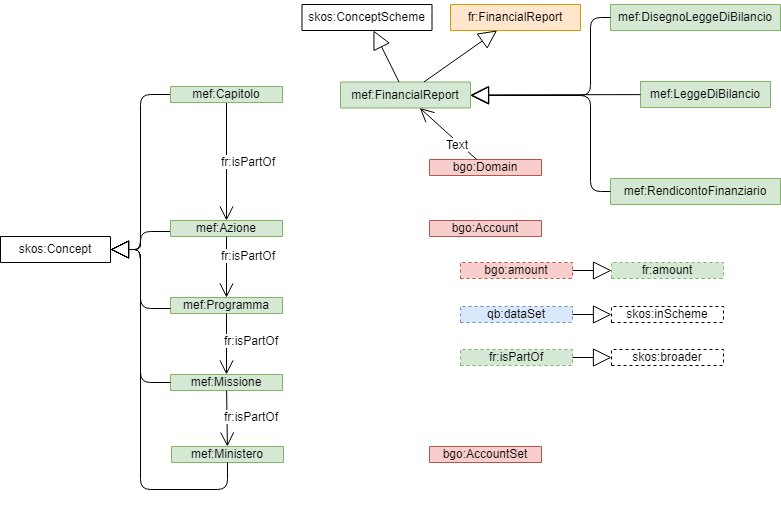 skos:ConceptScheme
fr:FinancialReport
mef:DisegnoLeggeDiBilancio
mef:Capitolo
mef:FinancialReport
mef:LeggeDiBilancio
Text
fr:isPartOf
bgo:Domain
mef:RendicontoFinanziario
mef:Azione
bgo:Account
skos:Concept
fr:isPartOf
bgo:amount
fr:amount
mef:Programma
qb:dataSet
skos:inScheme
fr:isPartOf
fr:isPartOf
skos:broader
mef:Missione
fr:isPartOf
mef:Ministero
bgo:AccountSet